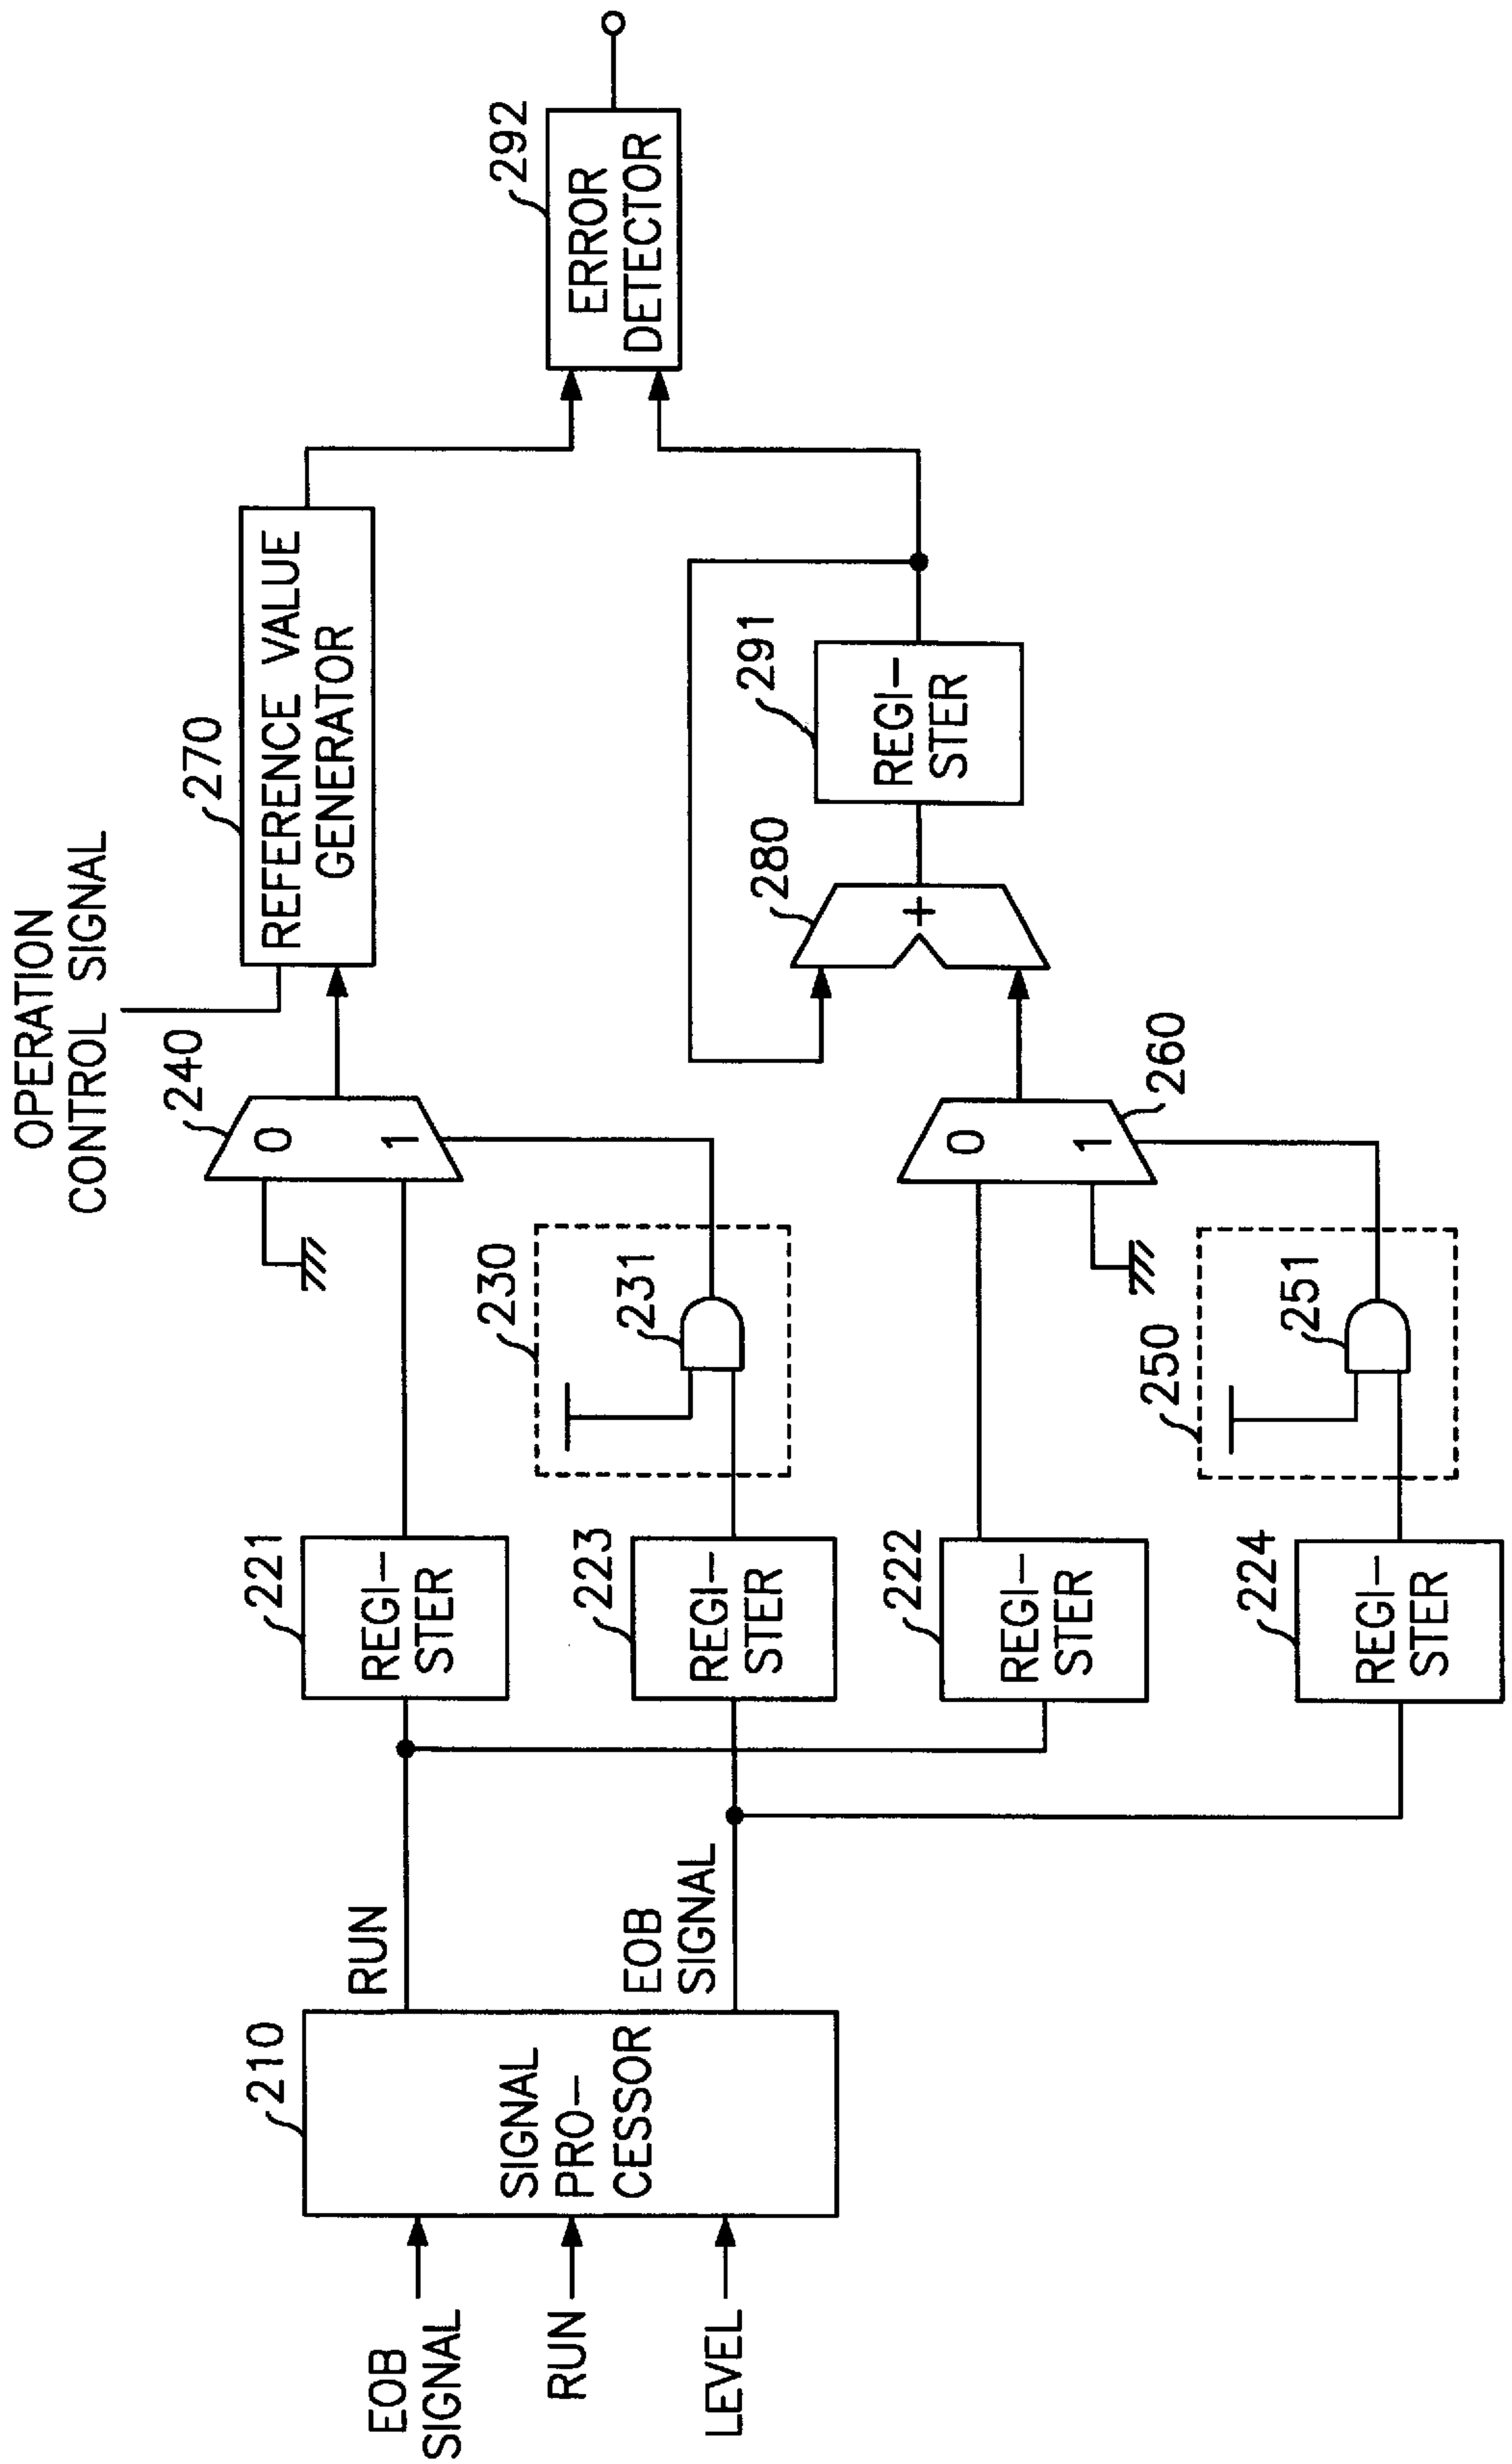 EOB
SIGNAL
RUN
LEVEL
210
SIGNAL
PRO-
CESSOR
RUN
EOB
SIGNAL
221
REGI-
STER
223
REGI-
STER
222
REGI-
STER
224
REGI-
STER
230
231
250
251
OPERATION
CONTROL SIGNAL
240
0
1
260
0
1
270
REFERENCE VALUE
GENERATOR
280
+
291
REGI-
STER
292
ERROR
DETECTOR